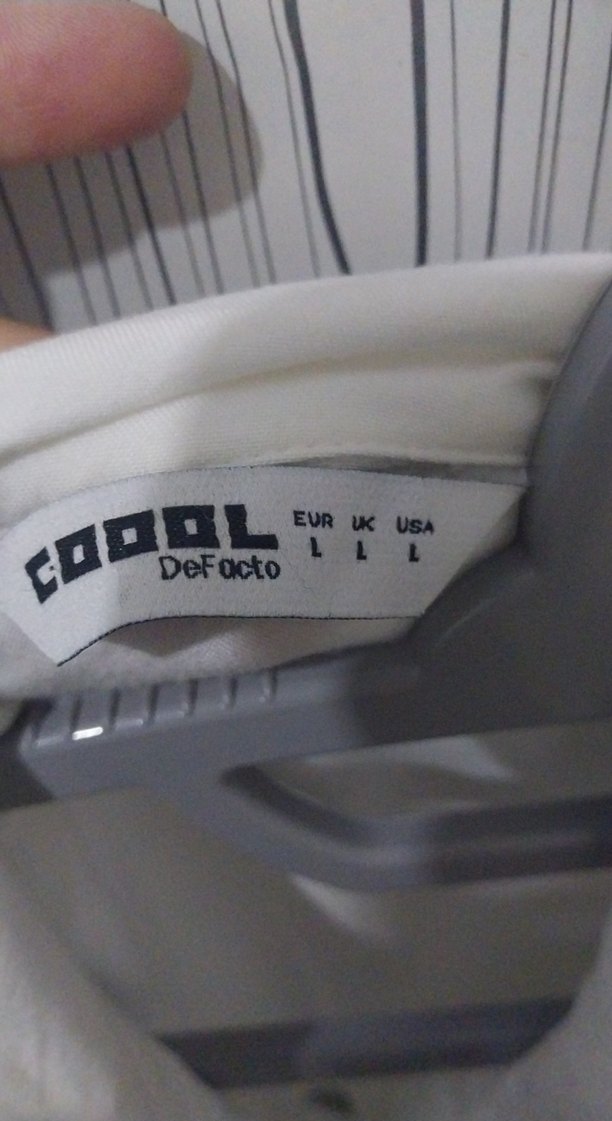 COOOL
DeFacto
EUR UK USA
L L L